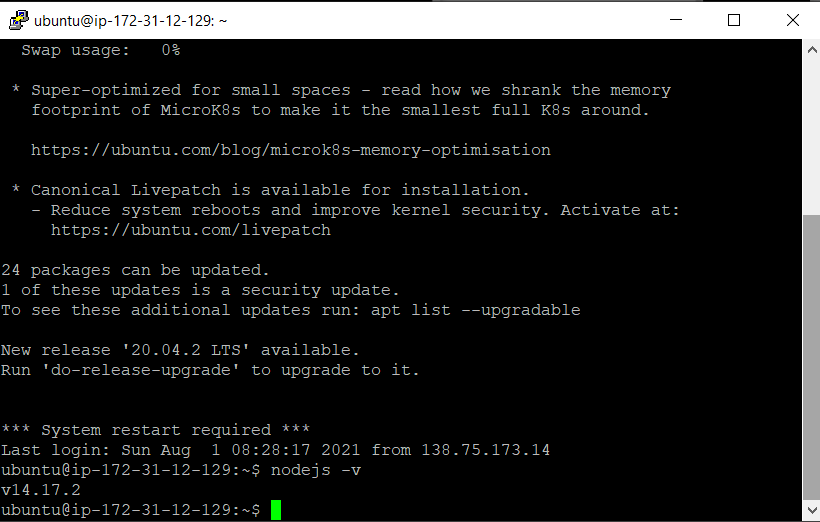 ubuntu@ip-172-31-12-129: ~
Swap usage:   0%
* Super-optimized for small spaces - read how we shrank the memory
footprint of MicroK8s to make it the smallest full K8s around.
https://ubuntu.com/blog/microk8s-memory-optimisation
* Canonical Livepatch is available for installation.
- Reduce system reboots and improve kernel security. Activate at:
https://ubuntu.com/livepatch
24 packages can be updated.
1 of these updates is a security update.
To see these additional updates run: apt list --upgradable
New release '20.04.2 LTS' available.
Run 'do-release-upgrade' to upgrade to it.
*** System restart required ***
Last login: Sun Aug  1 08:28:17 2021 from 138.75.173.14
ubuntu@ip-172-31-12-129:~$ nodejs -v
v14.17.2
ubuntu@ip-172-31-12-129:~$